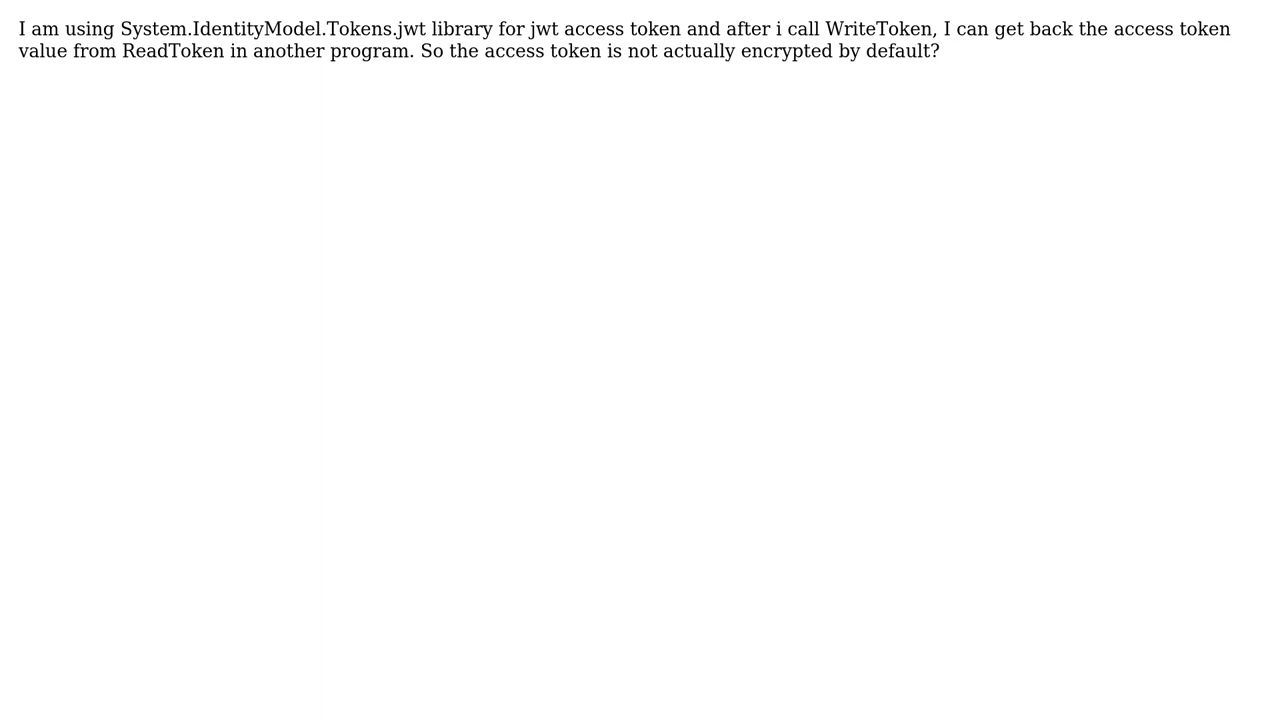 I am using System.IdentityModel.Tokens.jwt library for jwt access token and after i call WriteToken, I can get back the access token
value from ReadToken in another program. So the access token is not actually encrypted by default?